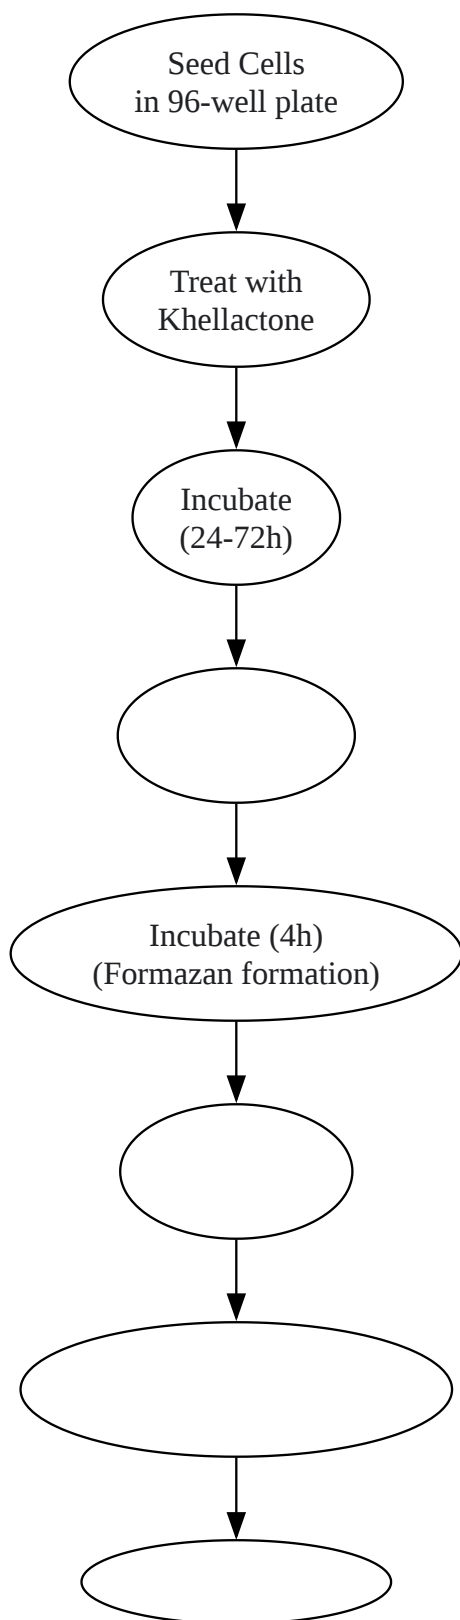 Seed Cells
in 96-well plate
Treat with
Khellactone
Incubate
(24-72h)
Incubate (4h)
(Formazan formation)